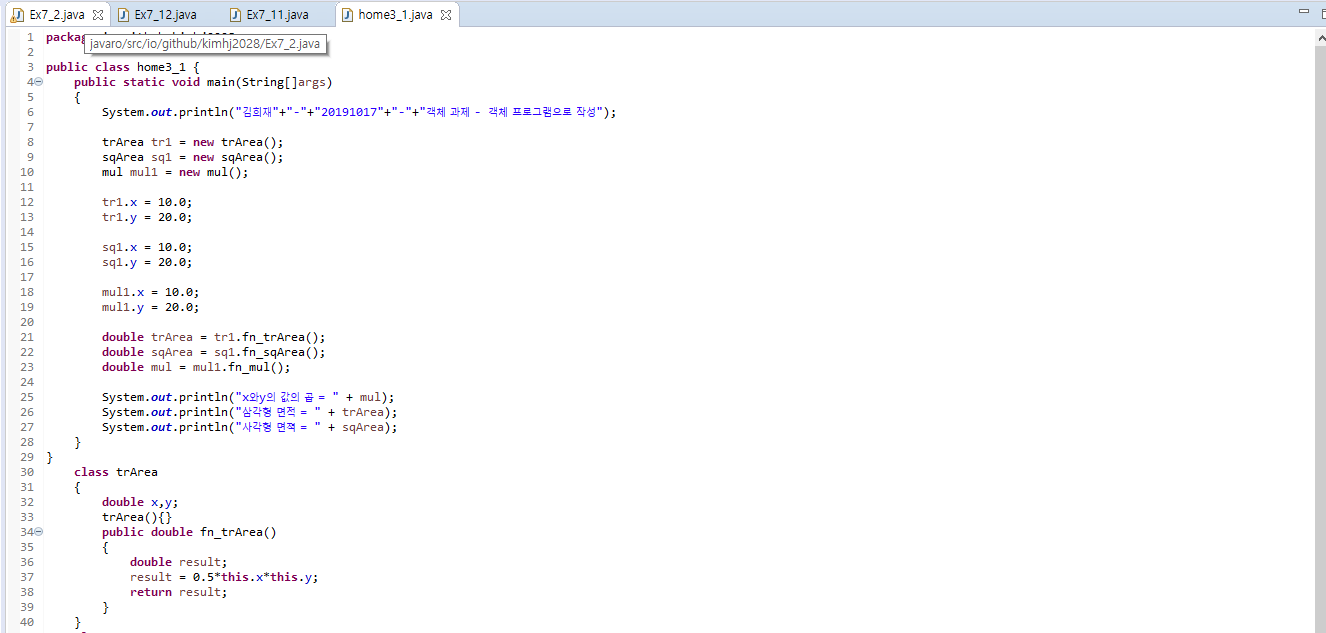 Ex7_2.java Ex7_12.java Ex7_11.java home3_1.java
1 packag
javaro/src/io/github/kimhj2028/Ex7_2.java
2
3 public class home3_1 {
4 public static void main(String[]args)
5 {
6 System.out.println("김희재"+"-"+"20191017"+"-"+"객체 과제 - 객체 프로그램으로 작성");
7
8 trArea tr1 = new trArea();
9 sqArea sq1 = new sqArea();
10 mul mul1 = new mul();
11
12 tr1.x = 10.0;
13 tr1.y = 20.0;
14
15 sq1.x = 10.0;
16 sq1.y = 20.0;
17
18 mul1.x = 10.0;
19 mul1.y = 20.0;
20
21 double trArea = tr1.fn_trArea();
22 double sqArea = sq1.fn_sqArea();
23 double mul = mul1.fn_mul();
24
25 System.out.println("x와y의 값의 곱 = " + mul);
26 System.out.println("삼각형 면적 = " + trArea);
27 System.out.println("사각형 면젹 = " + sqArea);
28 }
29 }
30 class trArea
31 {
32 double x,y;
33 trArea(){}
34 public double fn_trArea()
35 {
36 double result;
37 result = 0.5*this.x*this.y;
38 return result;
39 }
40 }